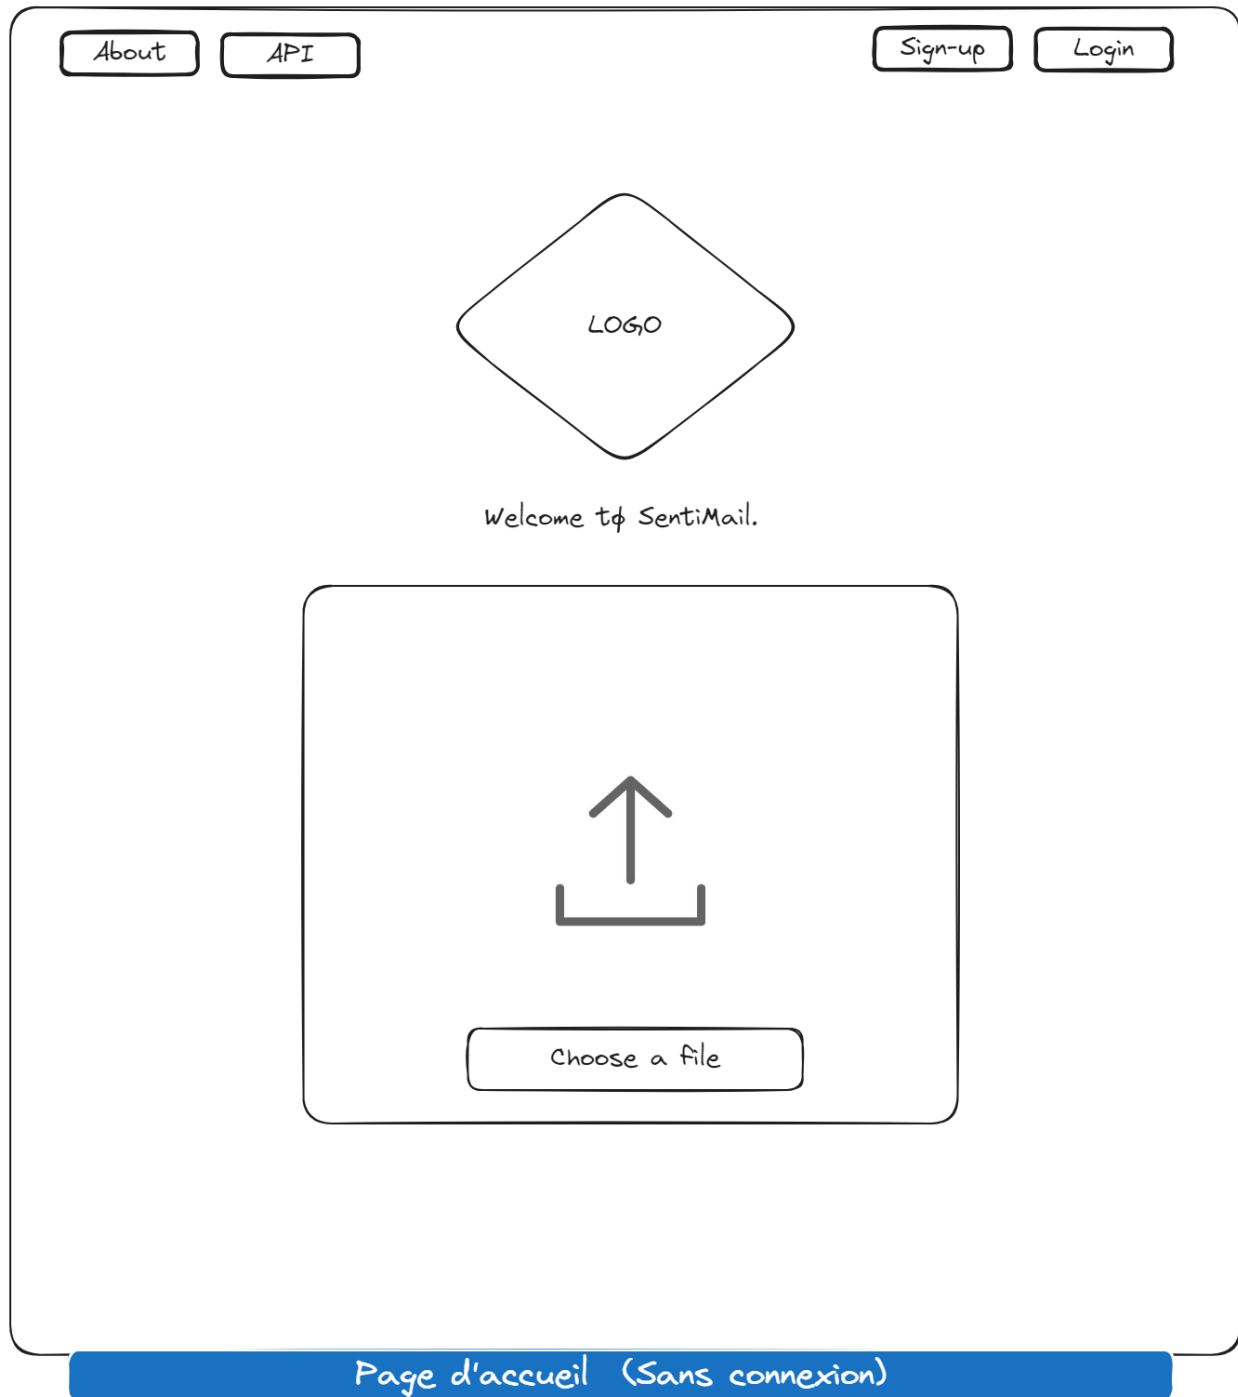 About API Sign-up Login
LOGO
Welcome to SentiMail.
Choose a file
Page d'accueil (Sans connexion)